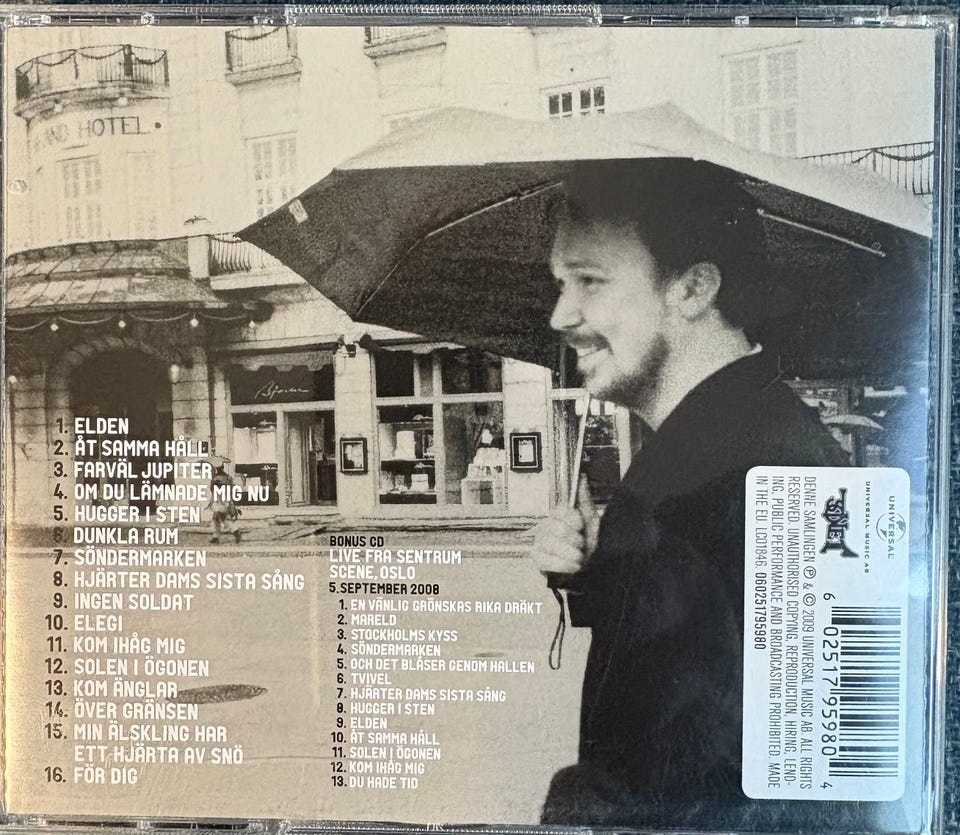 AND HOTEL.
Bjørnson
1. ELDEN
2. ÅT SAMMA HÅLL
3. FARVÄL JUPITER
4. OM DU LÄMNADE MIG NU
5. HUGGER I STEN
6. DUNKLA RUM
7. SÖNDERMARKEN
8. HJÄRTER DAMS SISTA SÅNG
9. INGEN SOLDAT
10. ELEGI
11. KOM IHÅG MIG
12. SOLEN I ÖGONEN
13. KOM ÄNGLAR
14. ÖVER GRÄNSEN
15. MIN ÄLSKLING HAR
ETT HJÄRTA AV SNÖ
16. FÖR DIG
BONUS CD
LIVE FRA SENTRUM
SCENE, OSLO
5. SEPTEMBER 2008
1. EN VÄNLIG GRÖNSKAS RIKA DRÄKT
2. MARELD
3. STOCKHOLMS KYSS
4. SÖNDERMARKEN
5. OCH DET BLÅSER GENOM HALLEN
6. TVIVEL
7. HJÄRTER DAMS SISTA SÅNG
8. HUGGER I STEN
9. ELDEN
10. ÅT SAMMA HÅLL
11. SOLEN I ÖGONEN
12. KOM IHÅG MIG
13. DU HADE TID
UNIVERSAL
UNIVERSAL MUSIC AB
DENNE SAMLINGEN ℗ & © 2009 UNIVERSAL MUSIC AB. ALL RIGHTS
RESERVED. UNAUTHORISED COPYING, REPRODUCTION, HIRING, LEND-
ING, PUBLIC PERFORMANCE AND BROADCASTING PROHIBITED. MADE
IN THE EU. LC01846. 060251795980
6 02517 95980 4